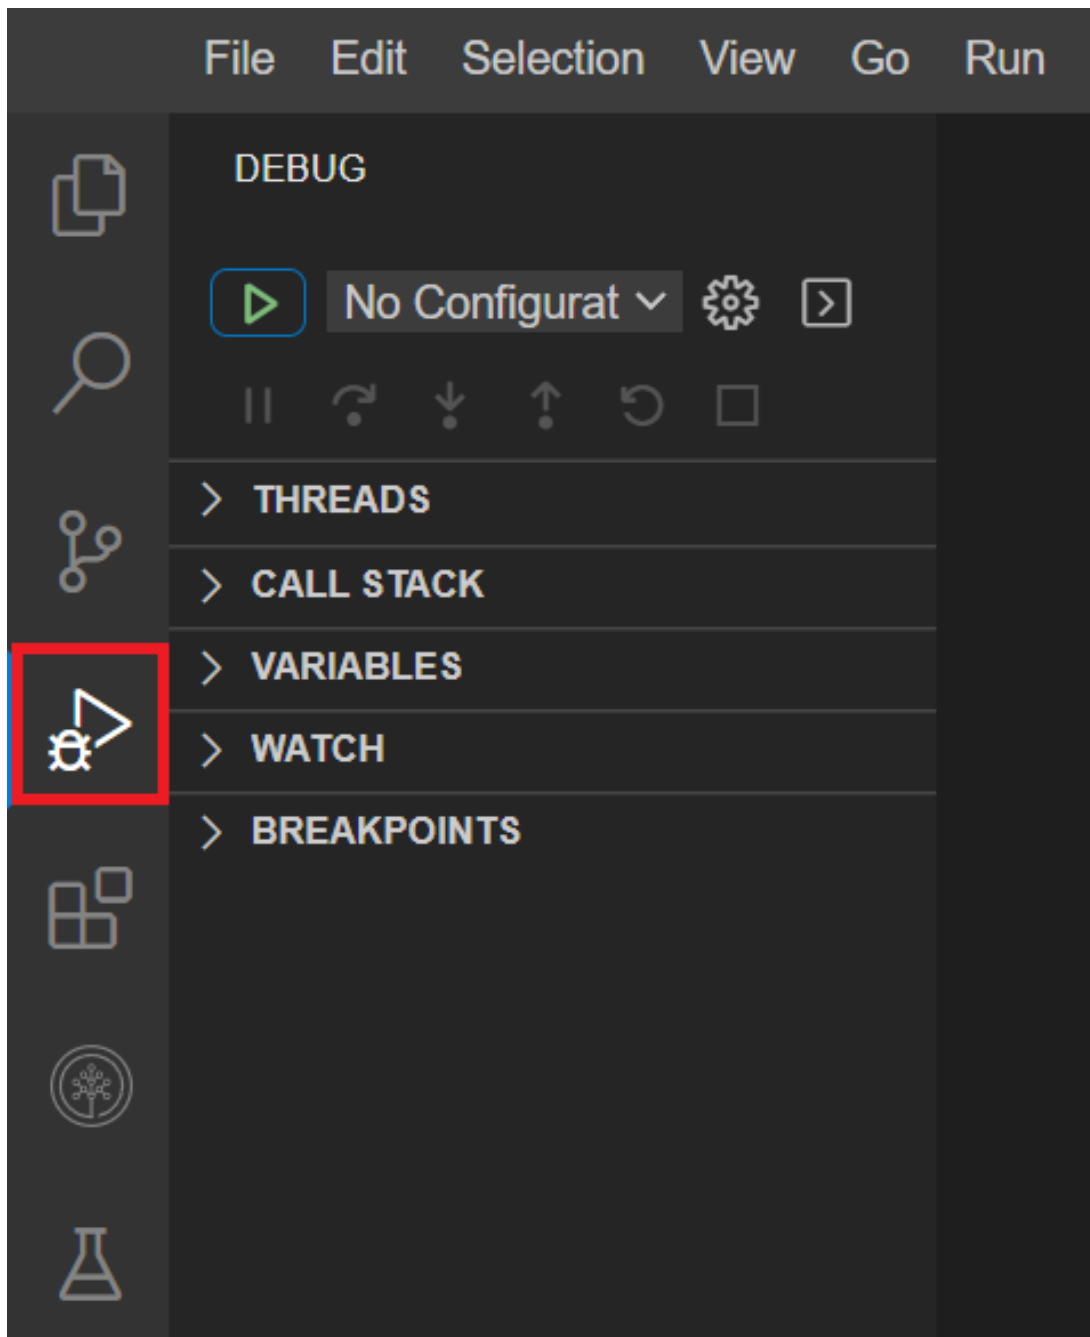 File Edit Selection View Go Run
DEBUG
No Configurat
THREADS
CALL STACK
VARIABLES
WATCH
BREAKPOINTS